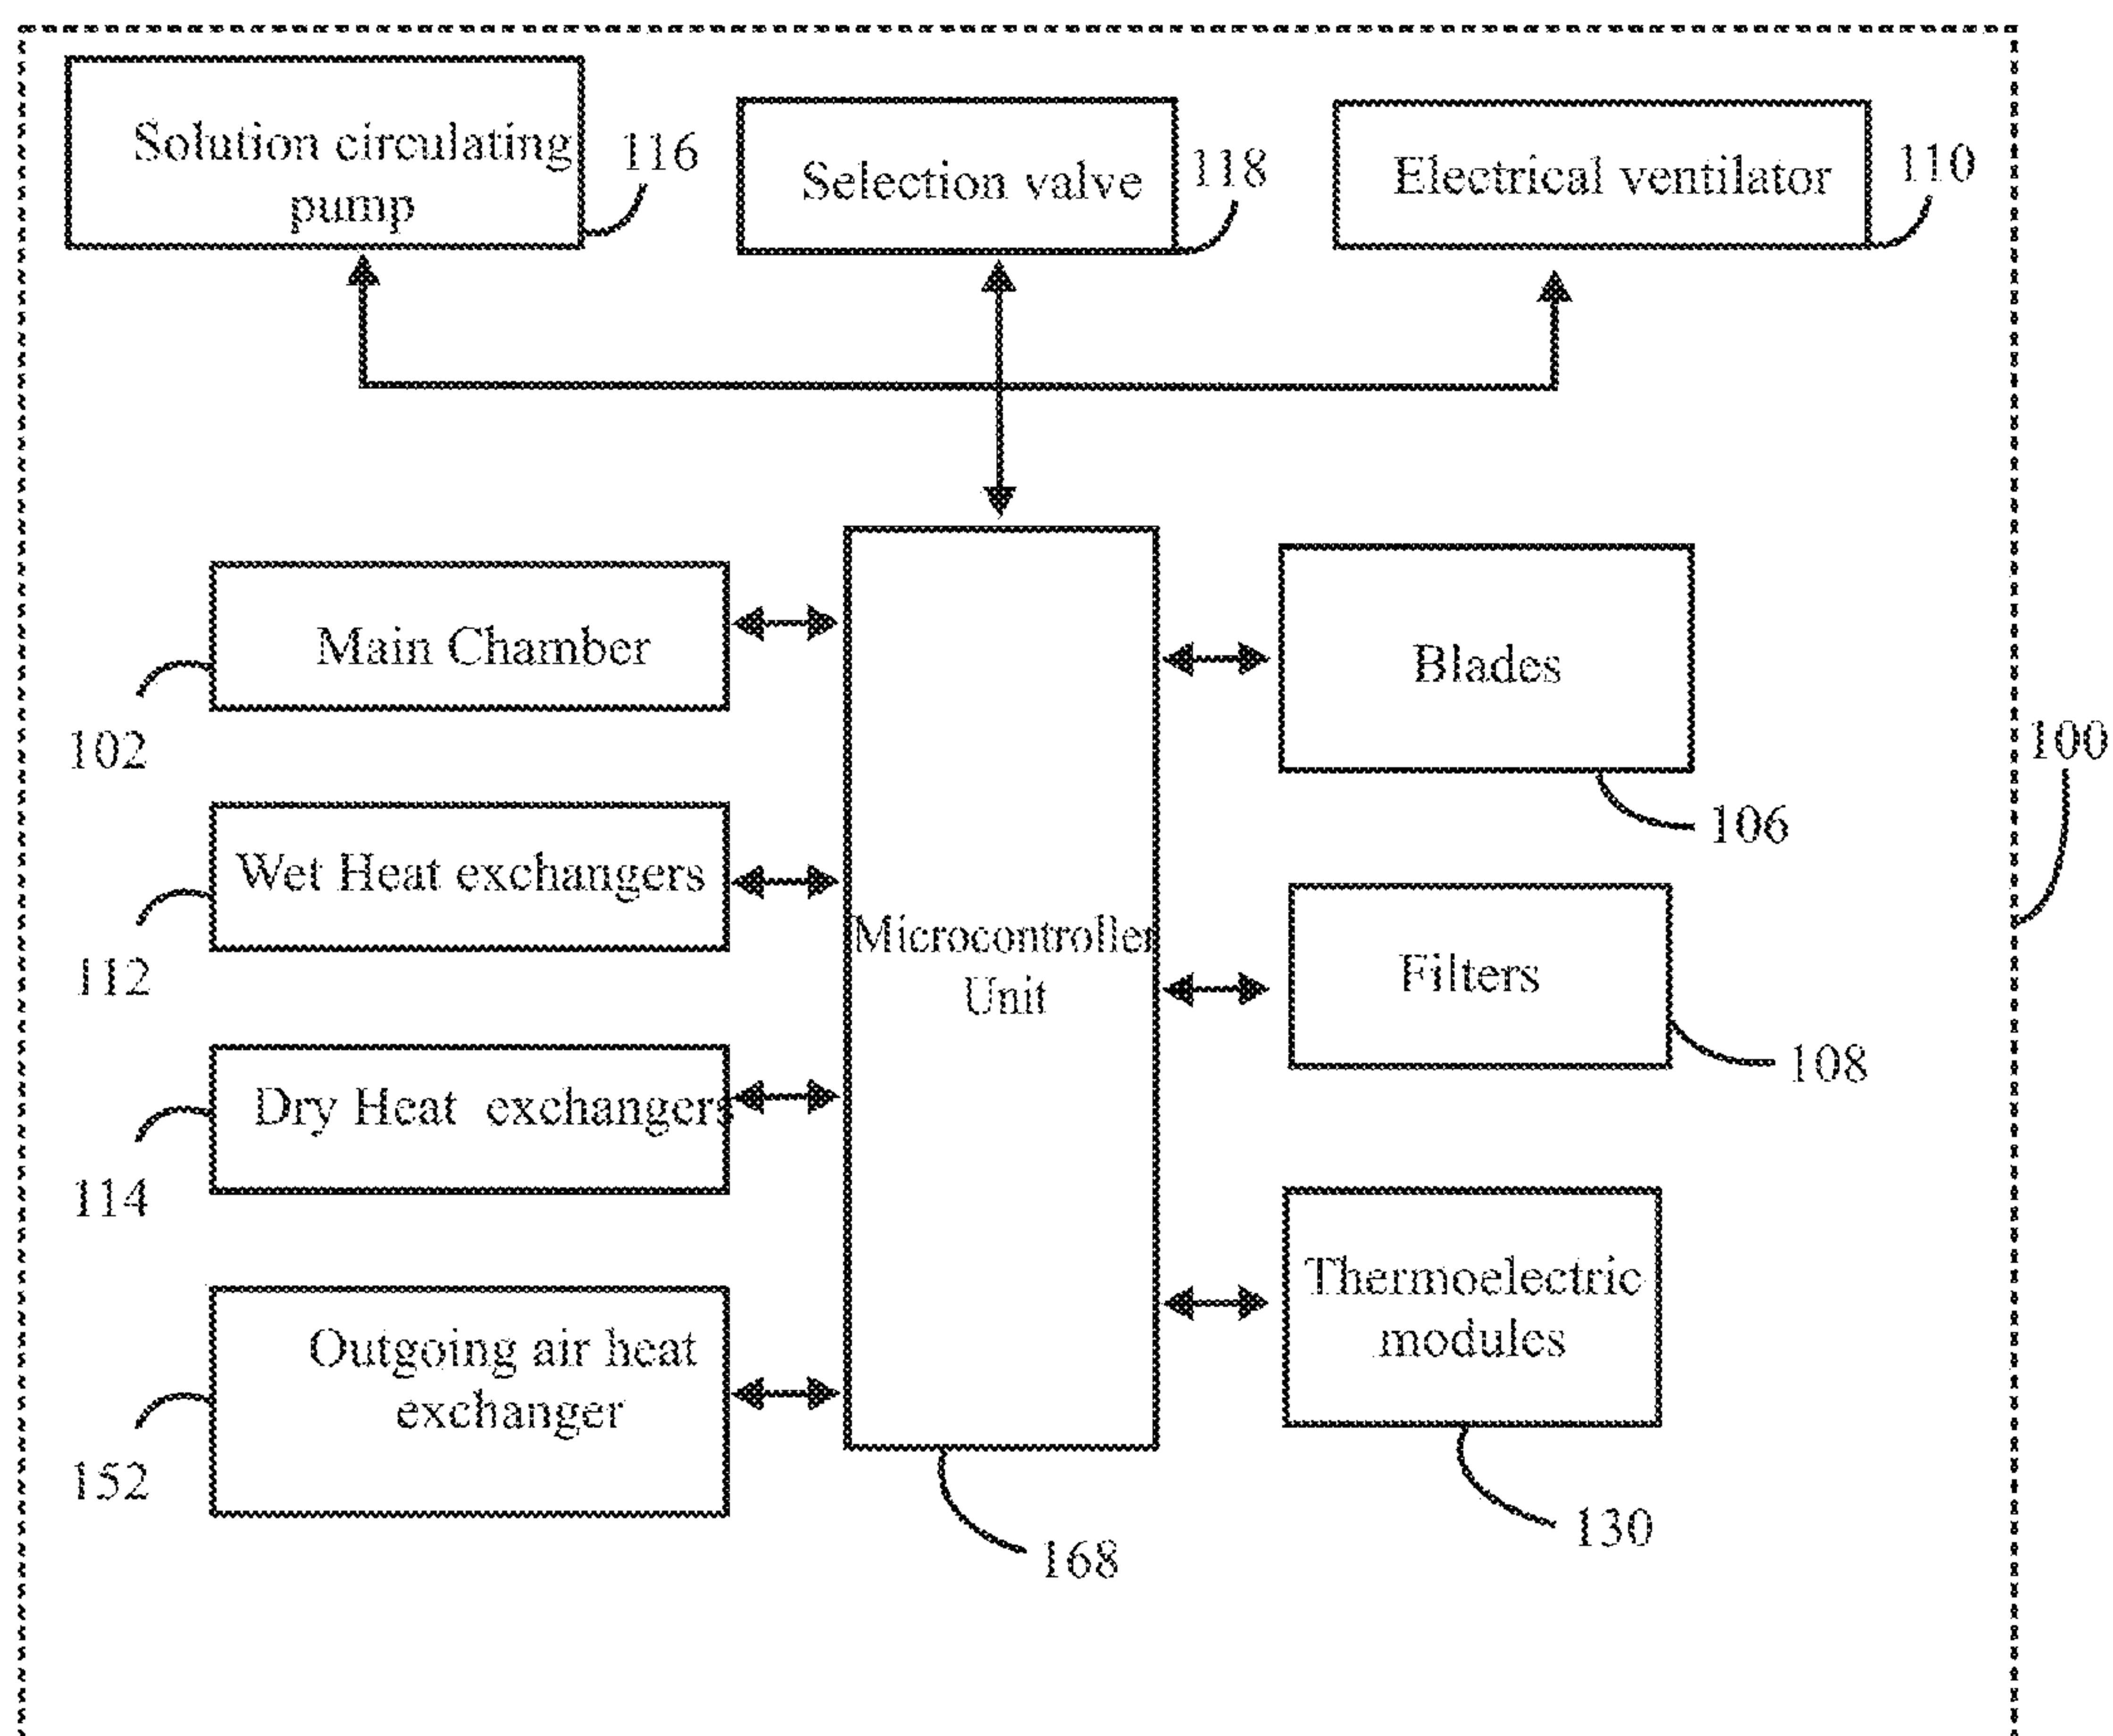 Solution circulating
pump
116
Selection valve
118
Electrical ventilator
110
Main Chamber
102
Blades
106
100
Wet Heat exchangers
112
Microcontroller
Unit
Filters
108
Dry Heat exchangers
114
Thermoelectric
modules
130
Outgoing air heat
exchanger
152
168